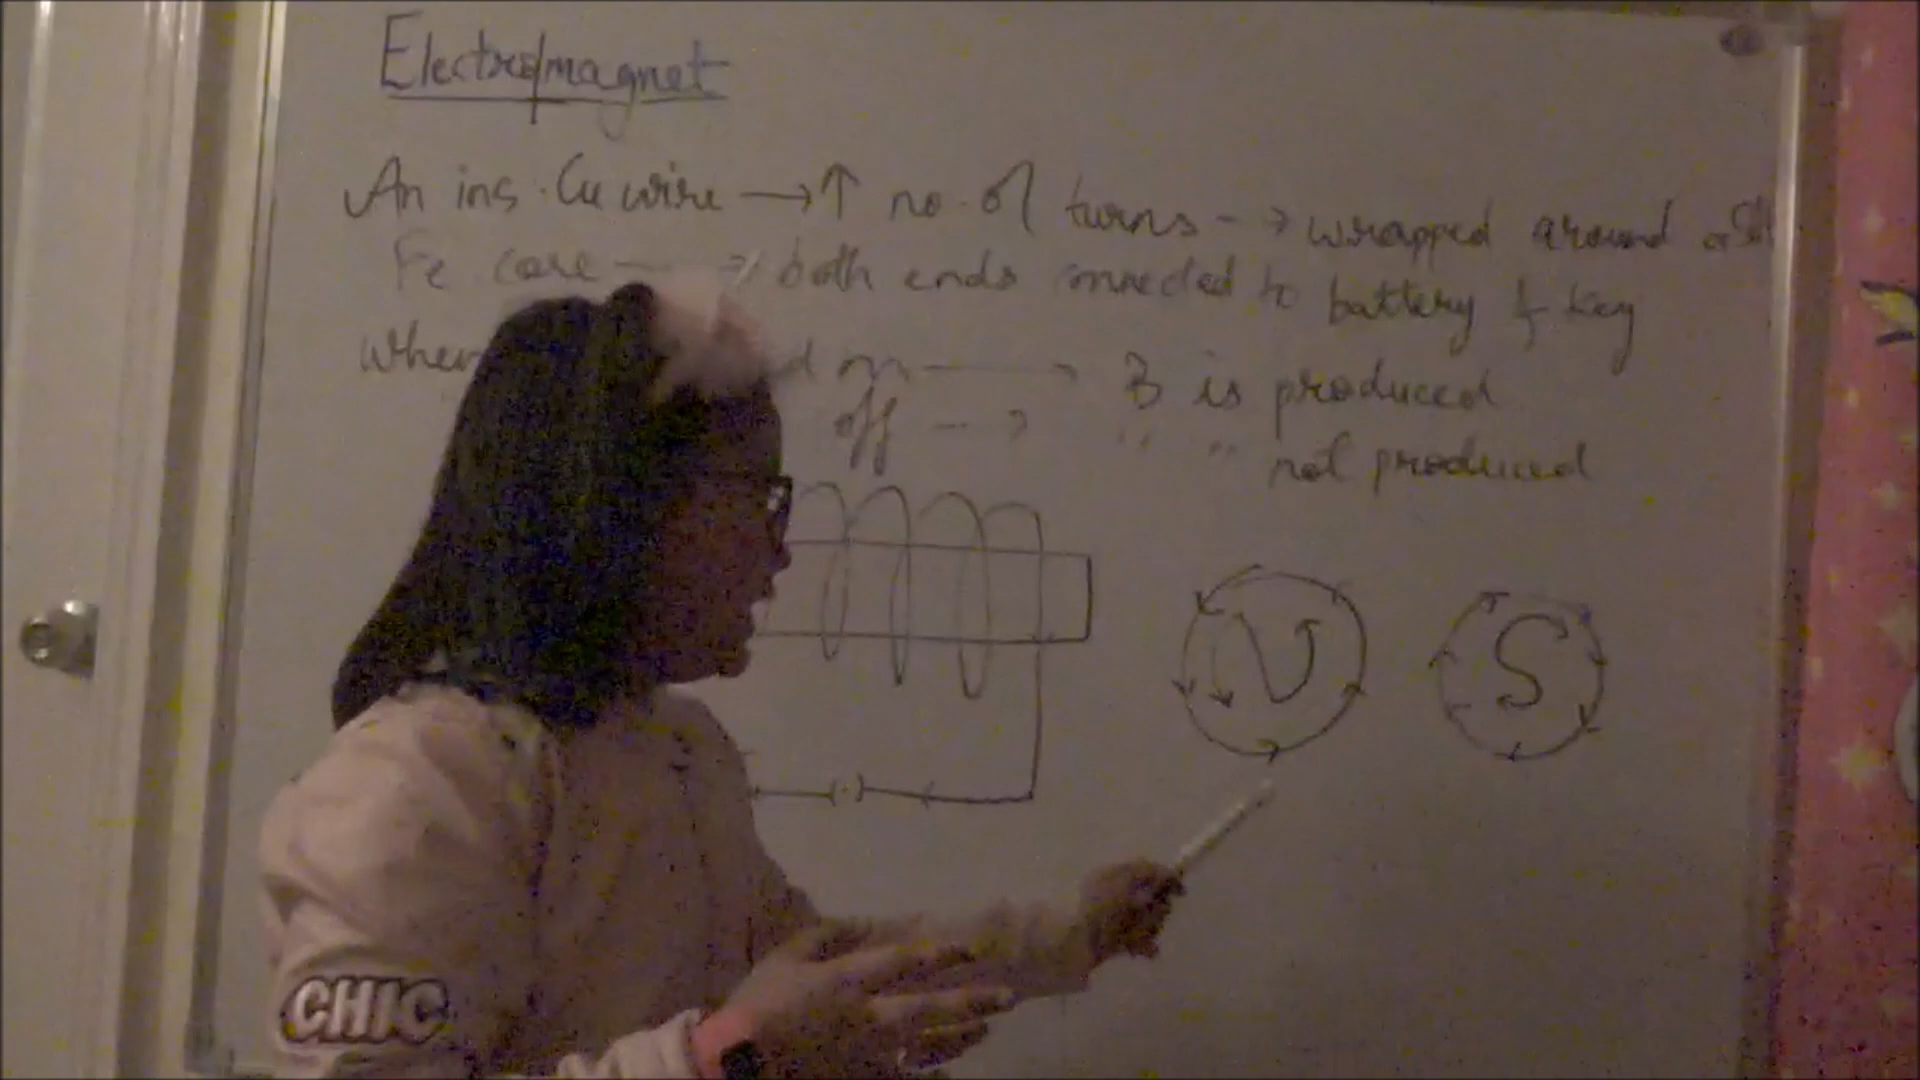 Electromagnet
An ins. Cu wire → ↑ no. of turns - → wrapped around a
Fe core → both ends connected to battery & key
when on → B is produced
off → " " not produced
N S
CHIC